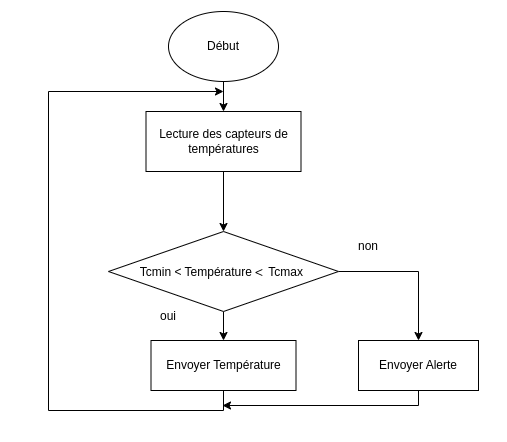 Début
Lecture des capteurs de
températures
Tcmin < Température < Tcmax
non
oui
Envoyer Température
Envoyer Alerte